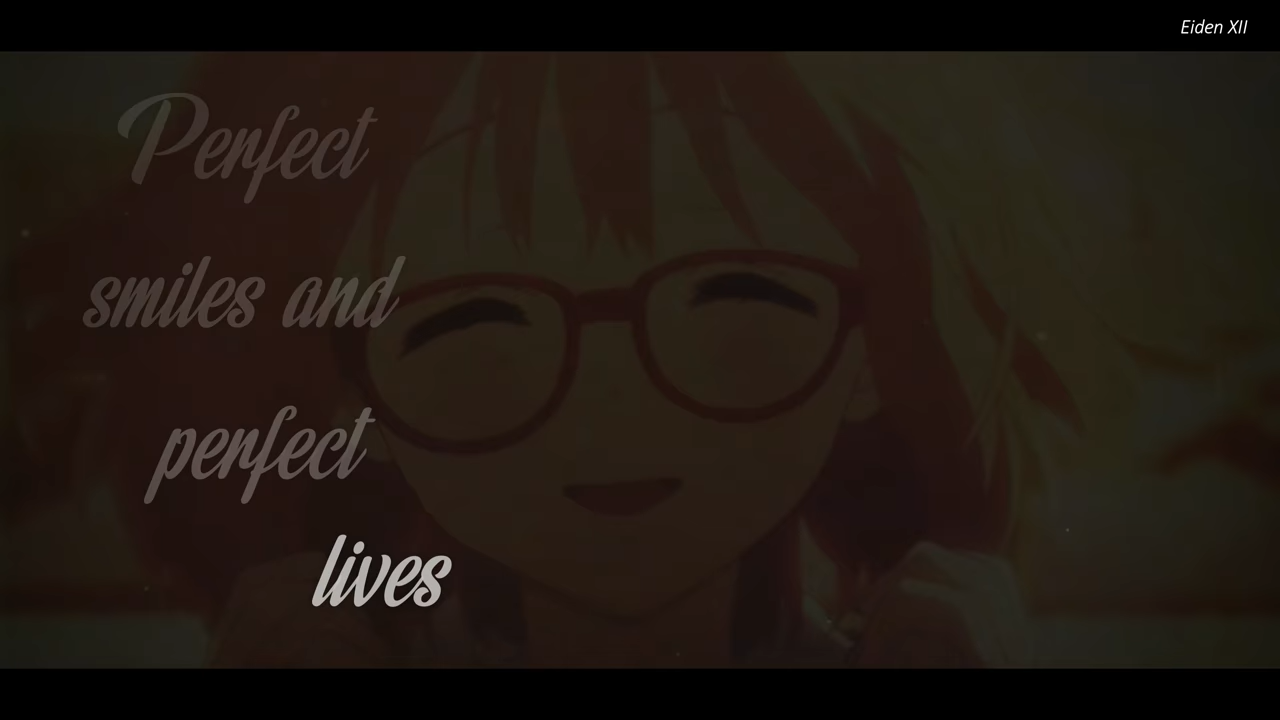 Eiden XII
Perfect
smiles and
perfect
lives